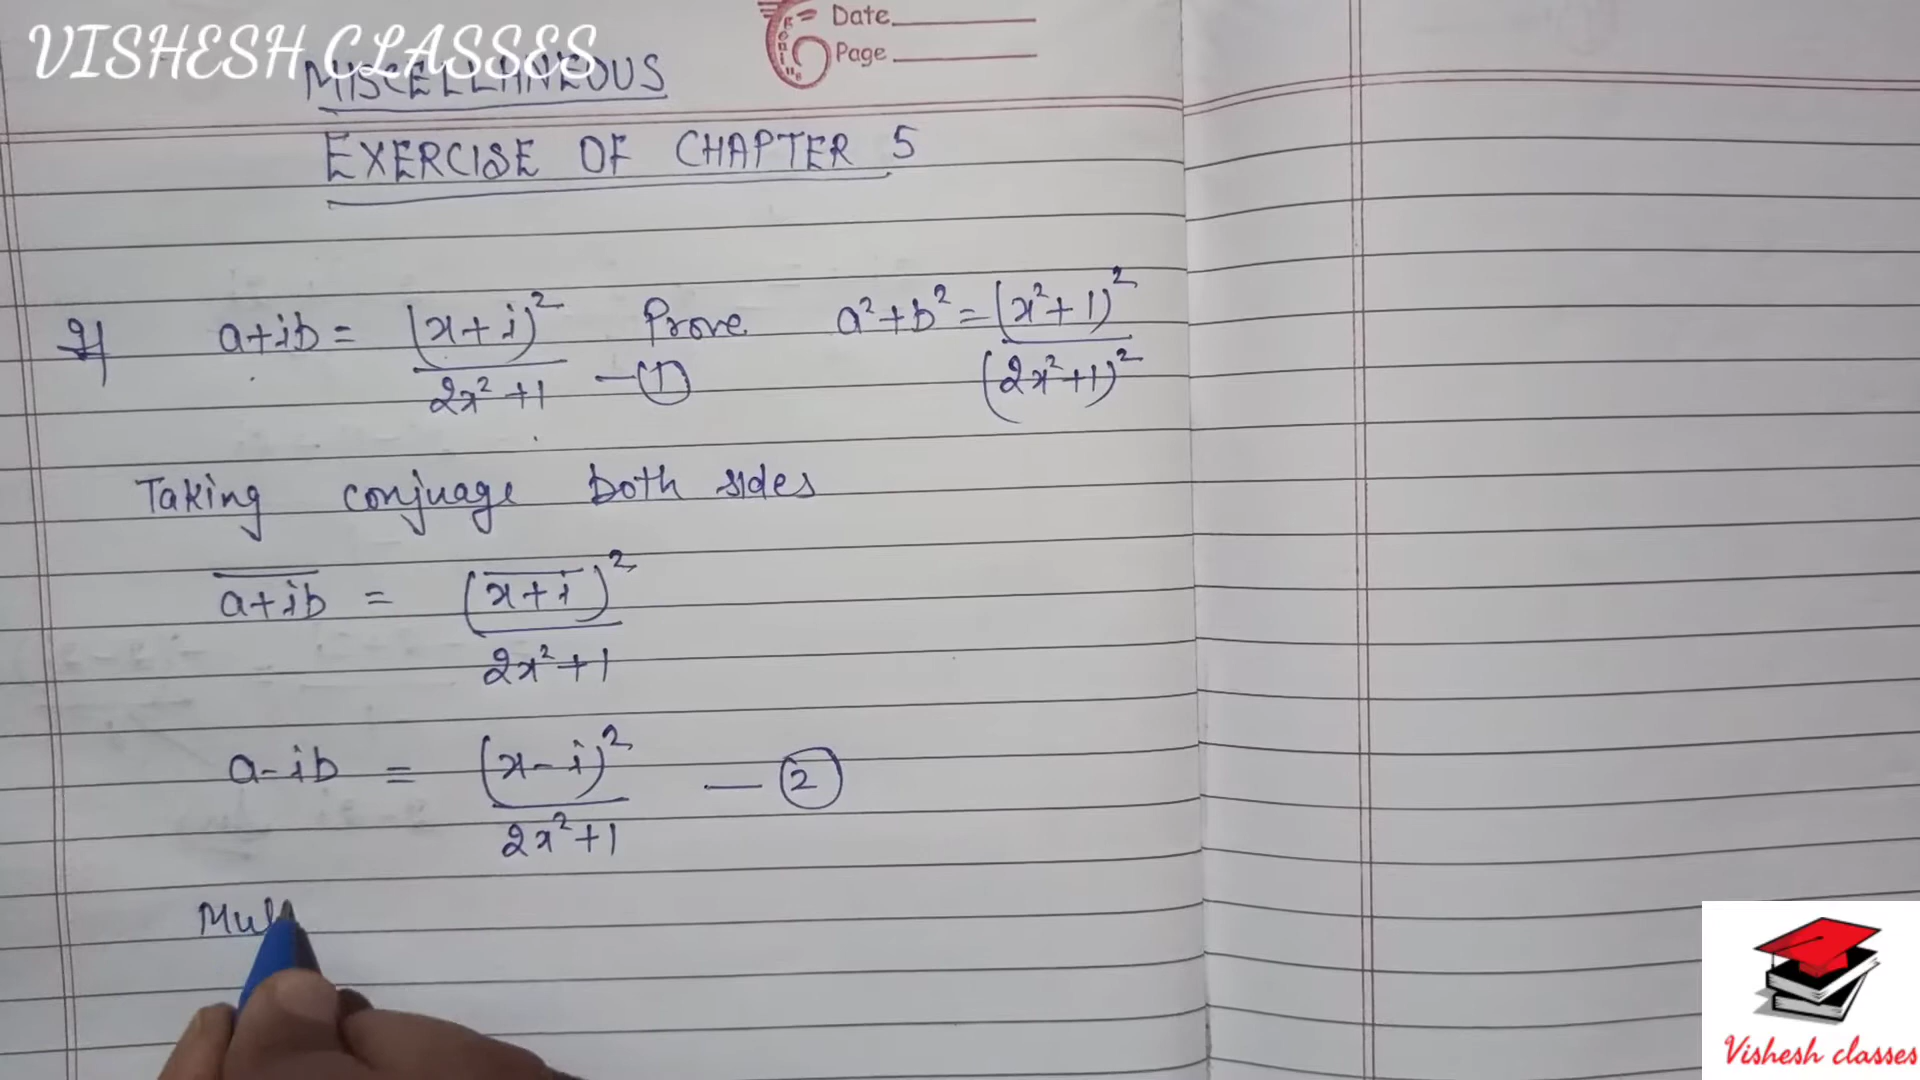 VISHESH CLASSES
Date
Page
MISCELLANEOUS
EXERCISE OF CHAPTER 5
If a+ib = (x+i)² / 2x²+1 —① Prove a²+b² = (x²+1)² / (2x²+1)²
Taking conjuage both sides
a+ib‾ = (x+i‾)² / 2x²+1
a-ib = (x-i)² / 2x²+1 —②
Mul
Vishesh classes